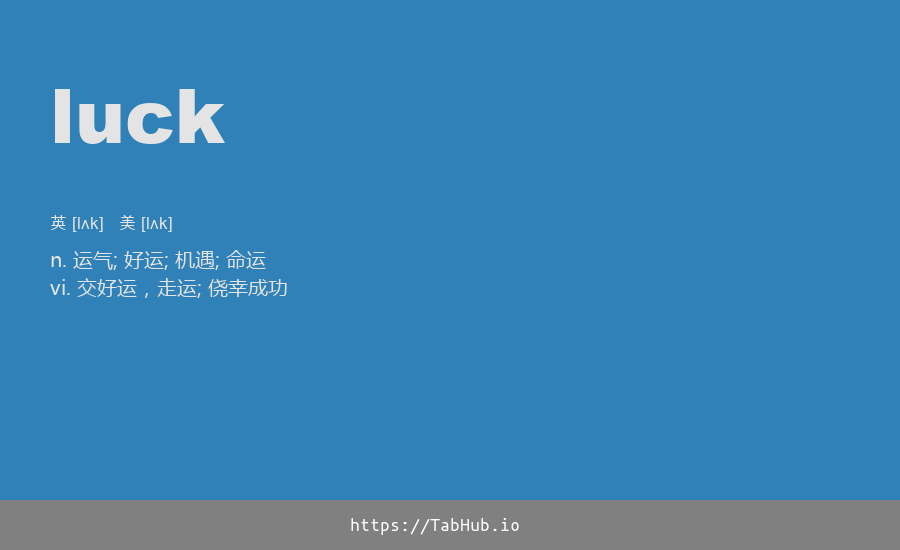 luck
英 [lʌk] 美 [lʌk]
n. 运气; 好运; 机遇; 命运
vi. 交好运，走运; 侥幸成功
https://TabHub.io